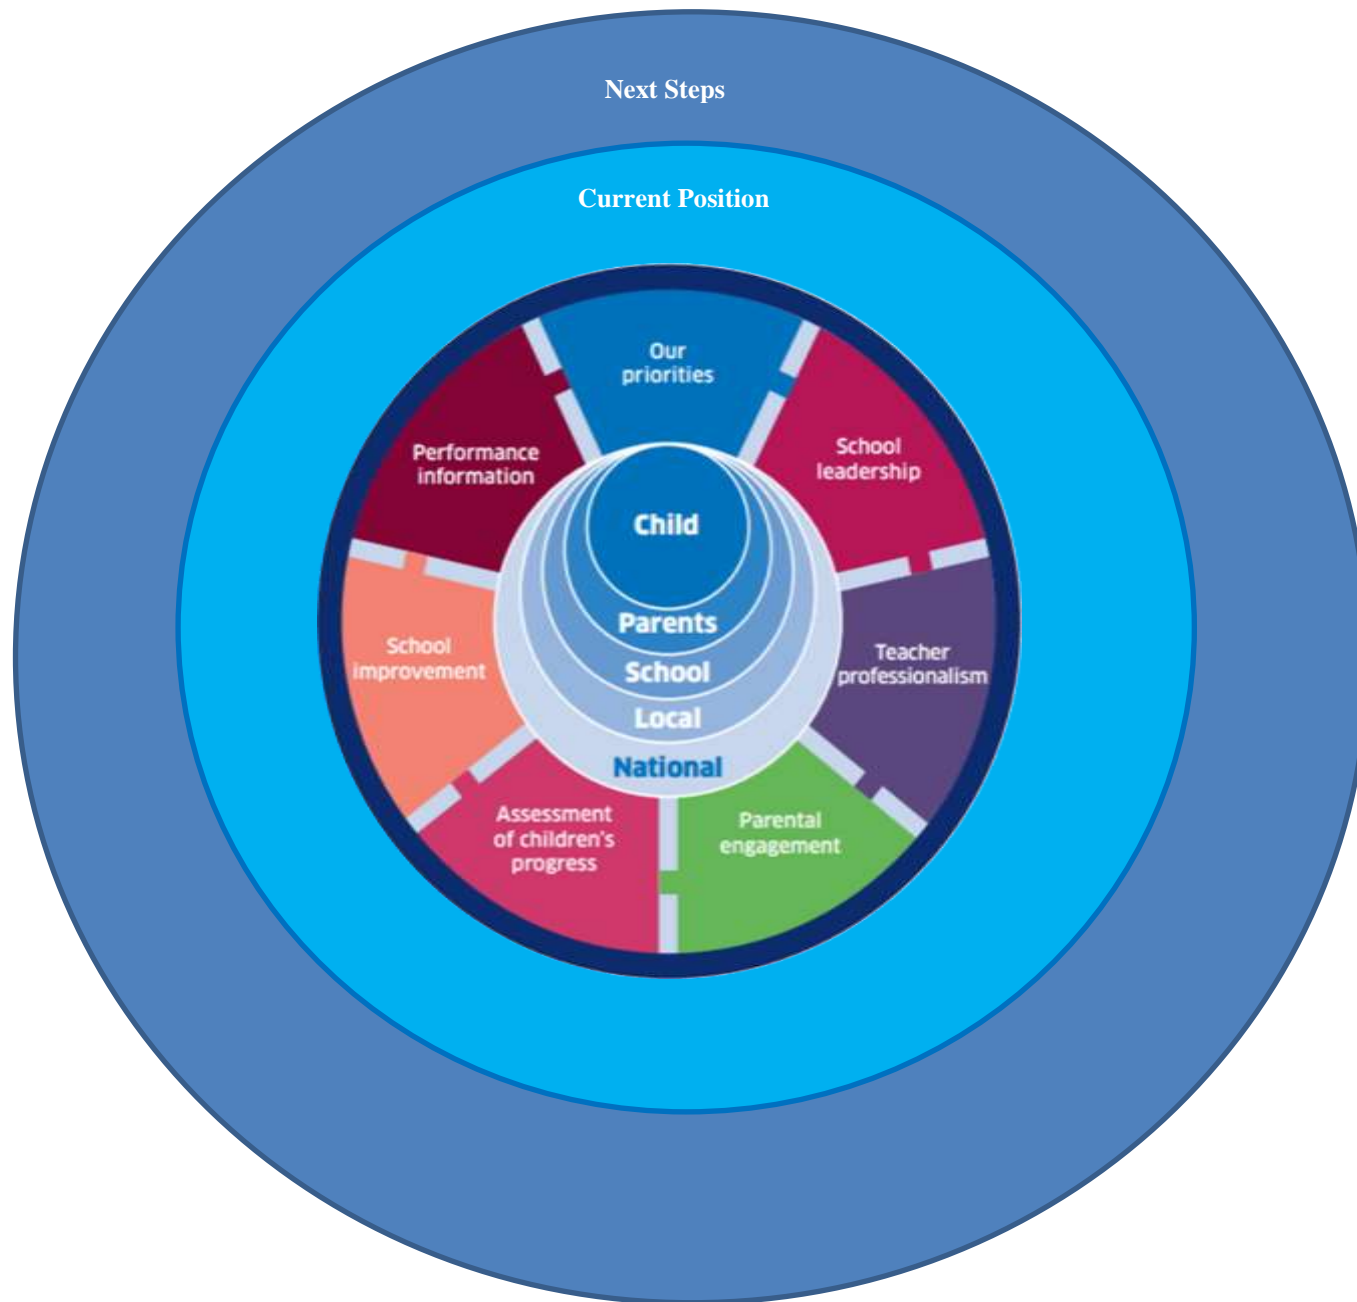 Next Steps
Current Position
Our
priorities
School
leadership
Teacher
professionalism
Parental
engagement
Assessment
of children's
progress
School
improvement
Performance
information
Child
Parents
School
Local
National